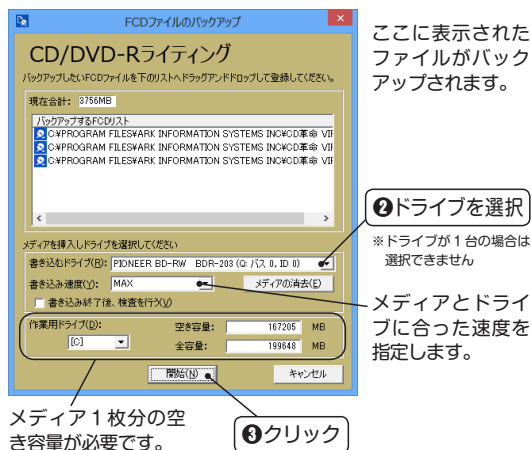 FCDファイルのバックアップ
CD/DVD-Rライティング
バックアップしたいFCDファイルを下のリストへドラッグアンドドロップして登録してください。
現在合計: 3756MB
バックアップするFCDリスト
C:¥PROGRAM FILES¥ARK INFORMATION SYSTEMS INC¥CD革命 VIF
C:¥PROGRAM FILES¥ARK INFORMATION SYSTEMS INC¥CD革命 VIF
C:¥PROGRAM FILES¥ARK INFORMATION SYSTEMS INC¥CD革命 VIF
メディアを挿入しドライブを選択してください
書き込むドライブ(R): PIONEER BD-RW BDR-203 (Q: バス 0, ID 0)
書き込み速度(Y): MAX メディアの消去(E)
書き込み終了後、検査を行う(V)
作業用ドライブ(D): 空き容量: 167205 MB
[C] 全容量: 199648 MB
開始(N) キャンセル
ここに表示された
ファイルがバック
アップされます。
❷ドライブを選択
※ドライブが1台の場合は
選択できません
メディアとドライ
ブに合った速度を
指定します。
メディア1枚分の空
き容量が必要です。
❸クリック